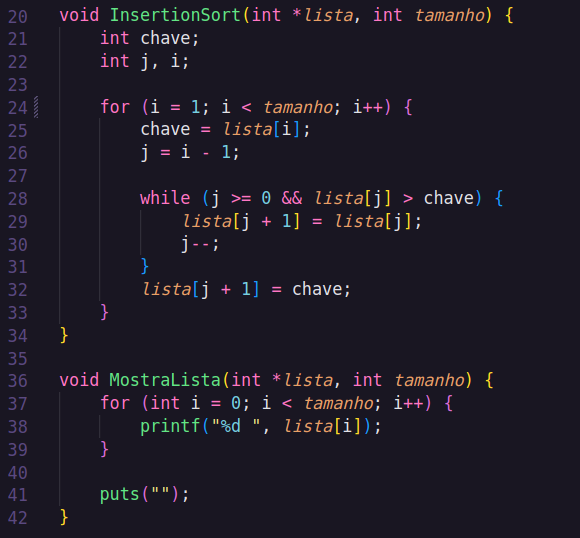 20 void InsertionSort(int *lista, int tamanho) {
21     int chave;
22     int j, i;
23
24     for (i = 1; i < tamanho; i++) {
25         chave = lista[i];
26         j = i - 1;
27
28         while (j >= 0 && lista[j] > chave) {
29             lista[j + 1] = lista[j];
30             j--;
31         }
32         lista[j + 1] = chave;
33     }
34 }
35
36 void MostraLista(int *lista, int tamanho) {
37     for (int i = 0; i < tamanho; i++) {
38         printf("%d ", lista[i]);
39     }
40
41     puts("");
42 }